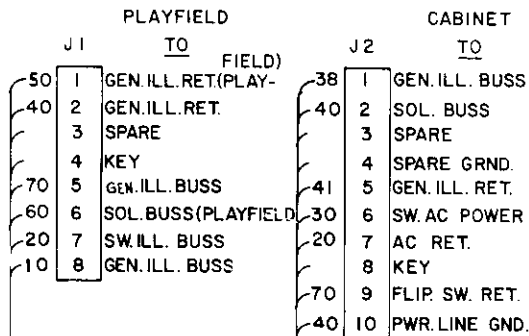 PLAYFIELD
J1 TO
50 1 GEN. ILL. RET.(PLAY-FIELD)
40 2 GEN. ILL. RET.
3 SPARE
4 KEY
70 5 GEN. ILL. BUSS
60 6 SOL. BUSS(PLAYFIELD
20 7 SW. ILL. BUSS
10 8 GEN. ILL. BUSS
CABINET
J2 TO
38 1 GEN. ILL. BUSS
40 2 SOL. BUSS
3 SPARE
4 SPARE GRND.
41 5 GEN. ILL. RET.
30 6 SW. AC POWER
20 7 AC RET.
8 KEY
70 9 FLIP. SW. RET.
40 10 PWR. LINE GND.